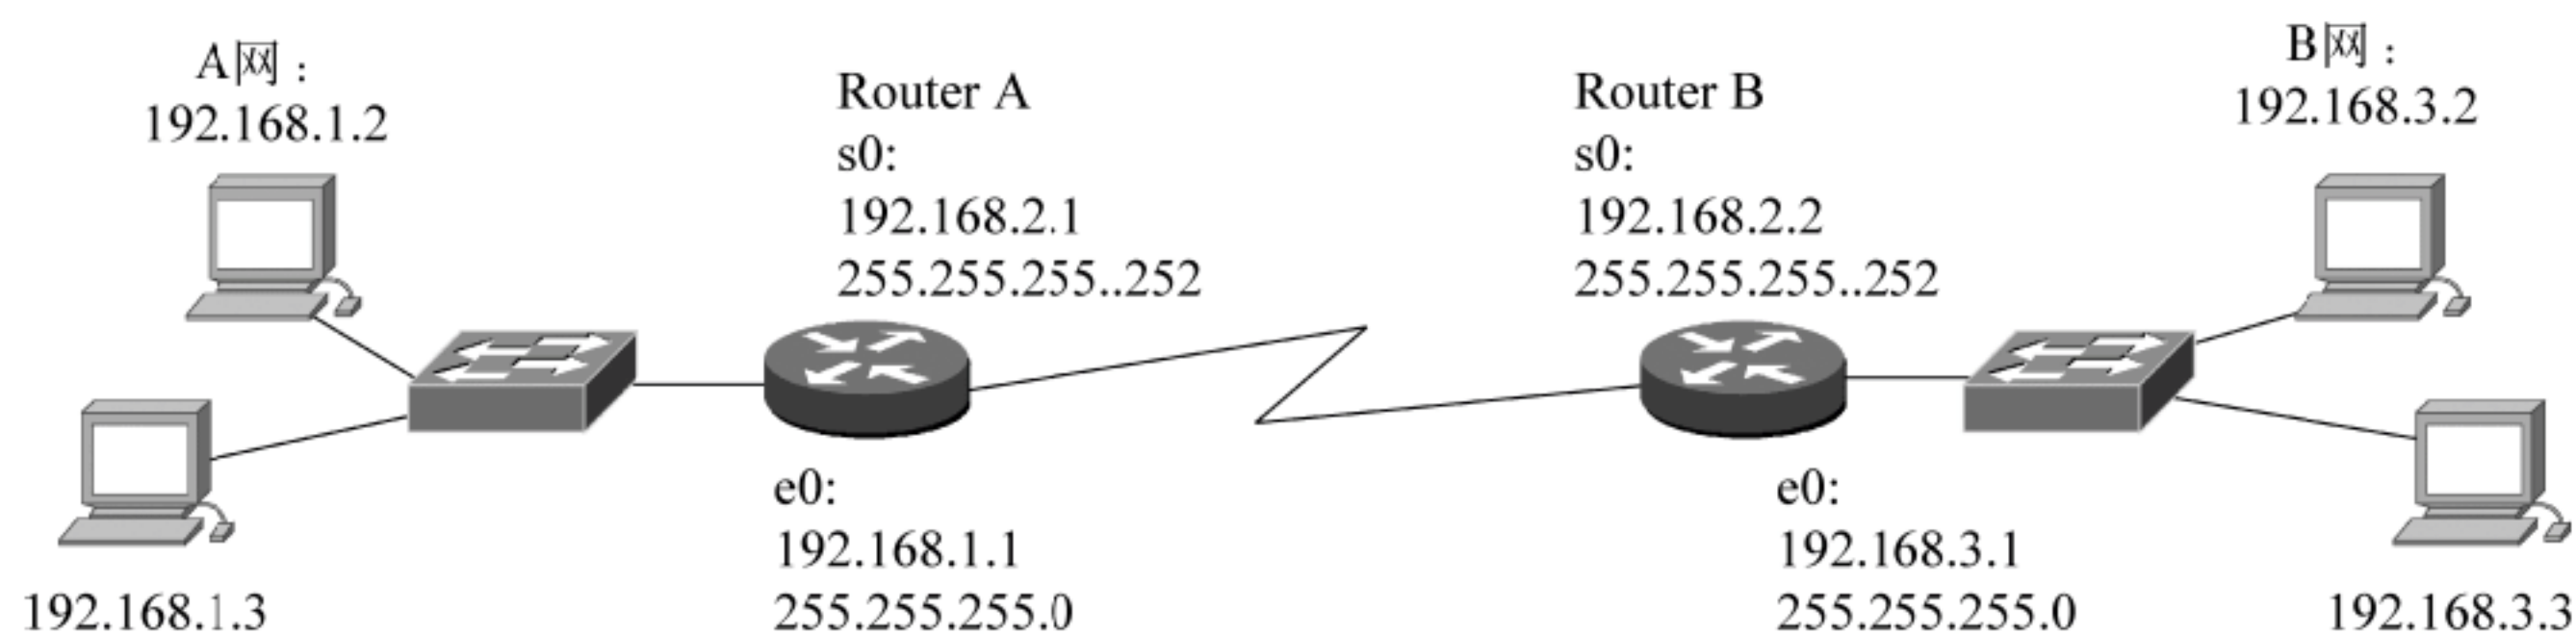 A网：
192.168.1.2
192.168.1.3
Router A
s0:
192.168.2.1
255.255.255..252
e0:
192.168.1.1
255.255.255.0
Router B
s0:
192.168.2.2
255.255.255..252
e0:
192.168.3.1
255.255.255.0
B网：
192.168.3.2
192.168.3.3